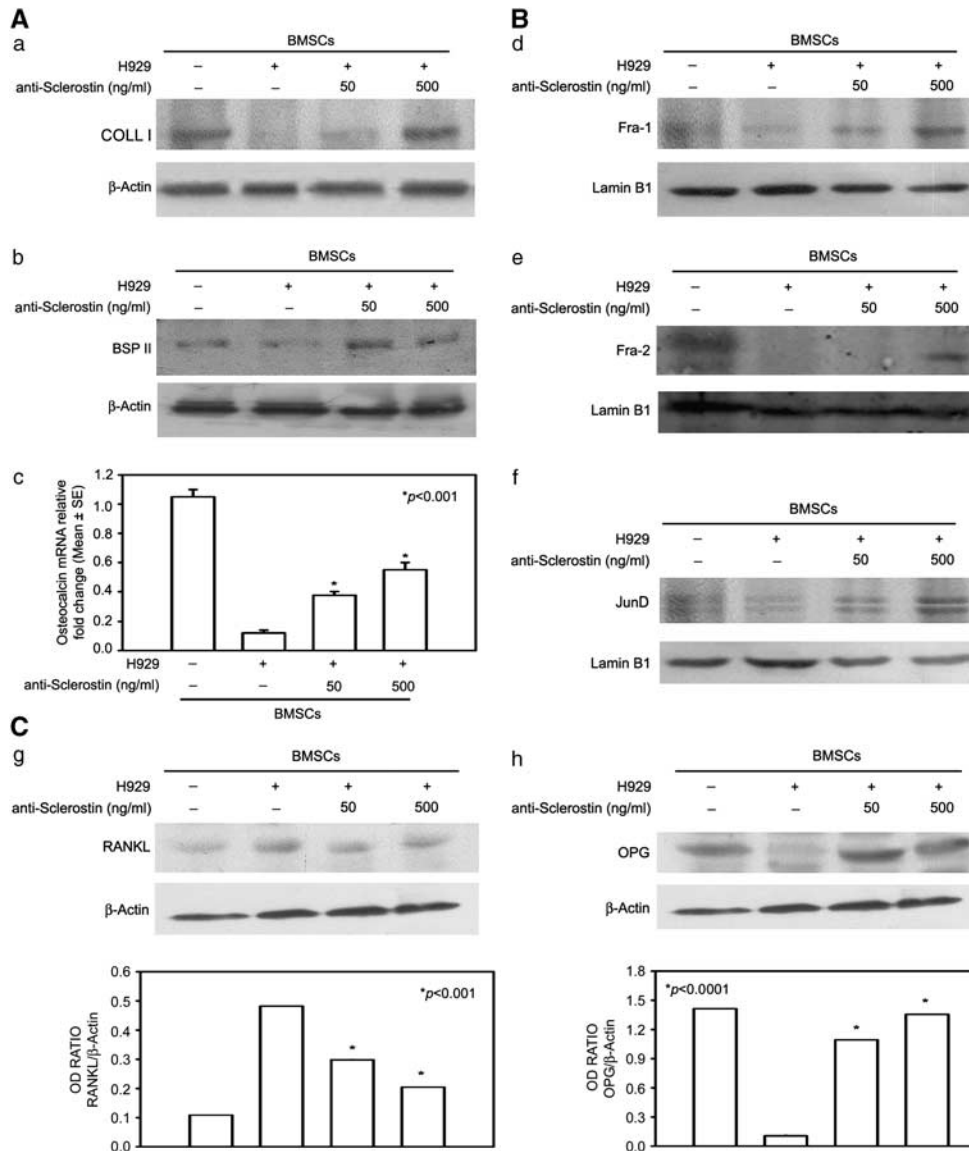 A
a
BMSCs
H929 – + + +
anti-Sclerostin (ng/ml) – – 50 500
COLL I
β-Actin
b
BMSCs
H929 – + + +
anti-Sclerostin (ng/ml) – – 50 500
BSP II
β-Actin
c
Osteocalcin mRNA relative
fold change (Mean ± SE)
1.2
1.0
0.8
0.6
0.4
0.2
0.0
*p<0.001
*
*
H929 – + + +
anti-Sclerostin (ng/ml) – – 50 500
BMSCs
B
d
BMSCs
H929 – + + +
anti-Sclerostin (ng/ml) – – 50 500
Fra-1
Lamin B1
e
BMSCs
H929 – + + +
anti-Sclerostin (ng/ml) – – 50 500
Fra-2
Lamin B1
f
BMSCs
H929 – + + +
anti-Sclerostin (ng/ml) – – 50 500
JunD
Lamin B1
C
g
BMSCs
H929 – + + +
anti-Sclerostin (ng/ml) – – 50 500
RANKL
β-Actin
OD RATIO
RANKL/β-Actin
0.6
0.5
0.3
0.2
0.1
0.0
*p<0.001
*
*
h
BMSCs
H929 – + + +
anti-Sclerostin (ng/ml) – – 50 500
OPG
β-Actin
OD RATIO
OPG/β-Actin
1.8
1.5
1.2
0.9
0.6
0.3
0.0
*p<0.0001
*
*